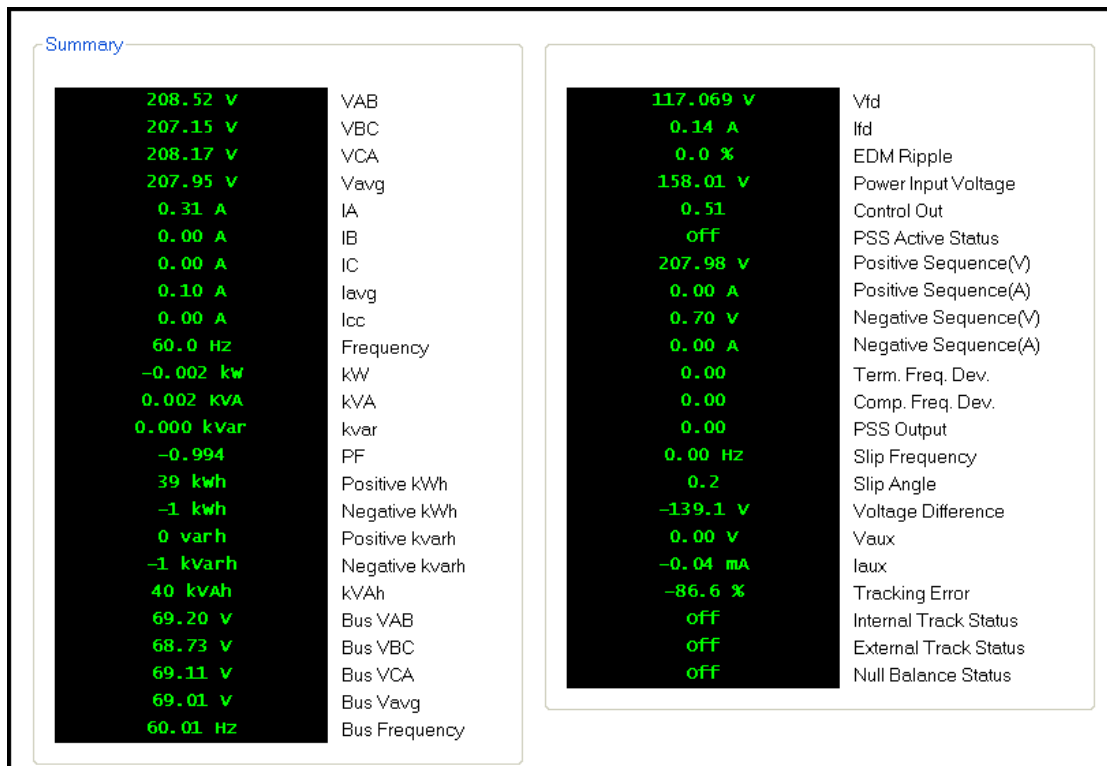 Summary
208.52 V VAB
207.15 V VBC
208.17 V VCA
207.95 V Vavg
0.31 A IA
0.00 A IB
0.00 A IC
0.10 A Iavg
0.00 A Icc
60.0 Hz Frequency
-0.002 kW kW
0.002 KVA kVA
0.000 kVar kvar
-0.994 PF
39 kWh Positive kWh
-1 kWh Negative kWh
0 varh Positive kvarh
-1 kVarh Negative kvarh
40 kVAh kVAh
69.20 V Bus VAB
68.73 V Bus VBC
69.11 V Bus VCA
69.01 V Bus Vavg
60.01 Hz Bus Frequency
117.069 V Vfd
0.14 A Ifd
0.0 % EDM Ripple
158.01 V Power Input Voltage
0.51 Control Out
Off PSS Active Status
207.98 V Positive Sequence(V)
0.00 A Positive Sequence(A)
0.70 V Negative Sequence(V)
0.00 A Negative Sequence(A)
0.00 Term. Freq. Dev.
0.00 Comp. Freq. Dev.
0.00 PSS Output
0.00 Hz Slip Frequency
0.2 Slip Angle
-139.1 V Voltage Difference
0.00 V Vaux
-0.04 mA Iaux
-86.6 % Tracking Error
Off Internal Track Status
Off External Track Status
Off Null Balance Status